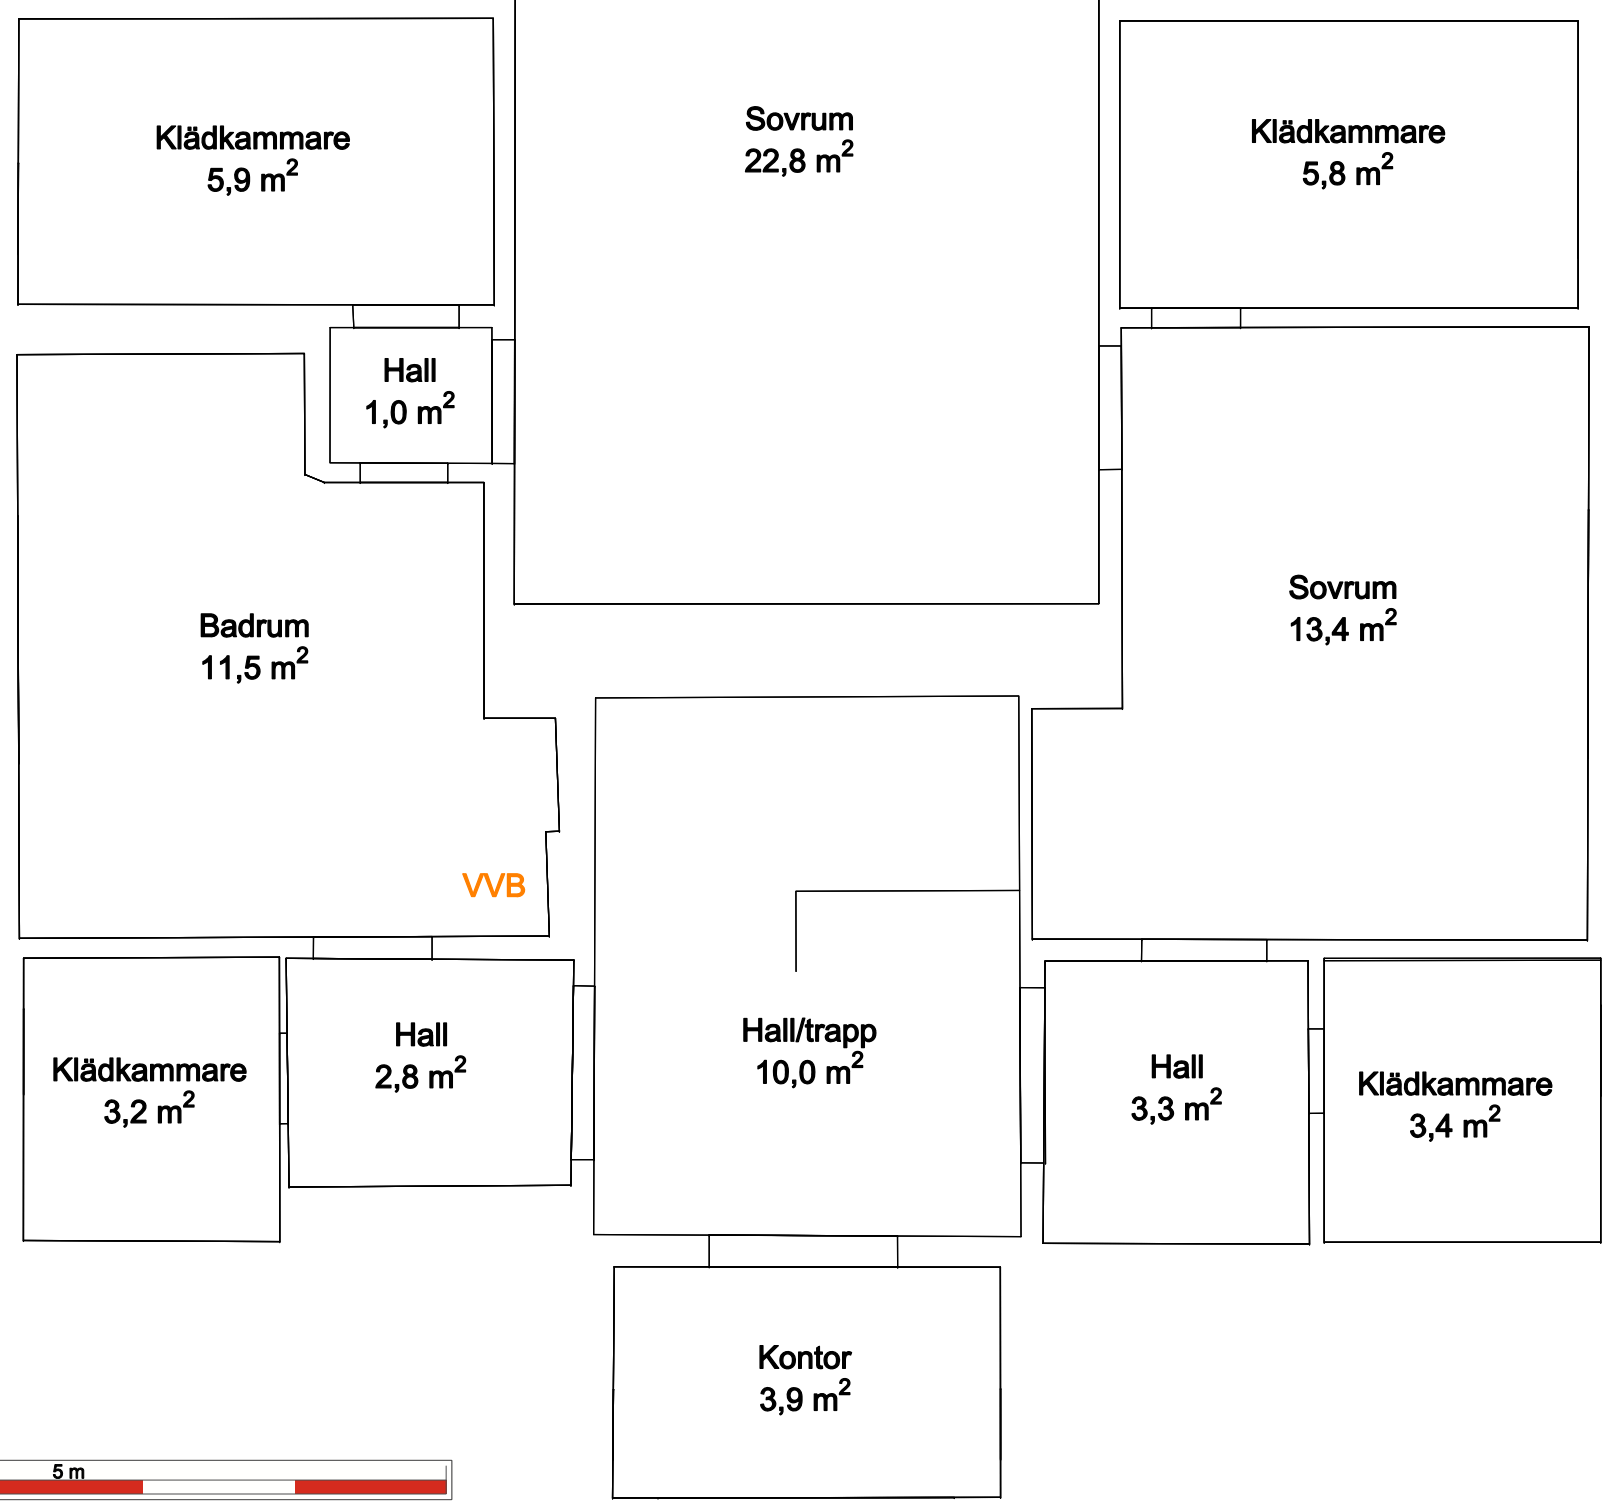 Klädkammare
5,9 m²
Sovrum
22,8 m²
Klädkammare
5,8 m²
Hall
1,0 m²
Badrum
11,5 m²
Sovrum
13,4 m²
VVB
Klädkammare
3,2 m²
Hall
2,8 m²
Hall/trapp
10,0 m²
Hall
3,3 m²
Klädkammare
3,4 m²
Kontor
3,9 m²
5 m